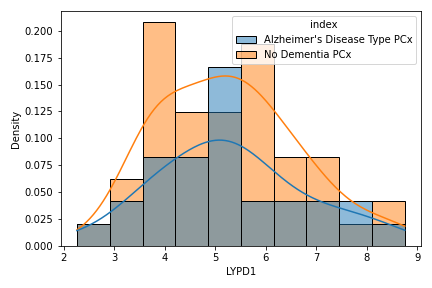 index
Alzheimer's Disease Type PCx
No Dementia PCx
0.200
0.175
0.150
0.125
0.100
0.075
0.050
0.025
0.000
Density
2 3 4 5 6 7 8 9
LYPD1